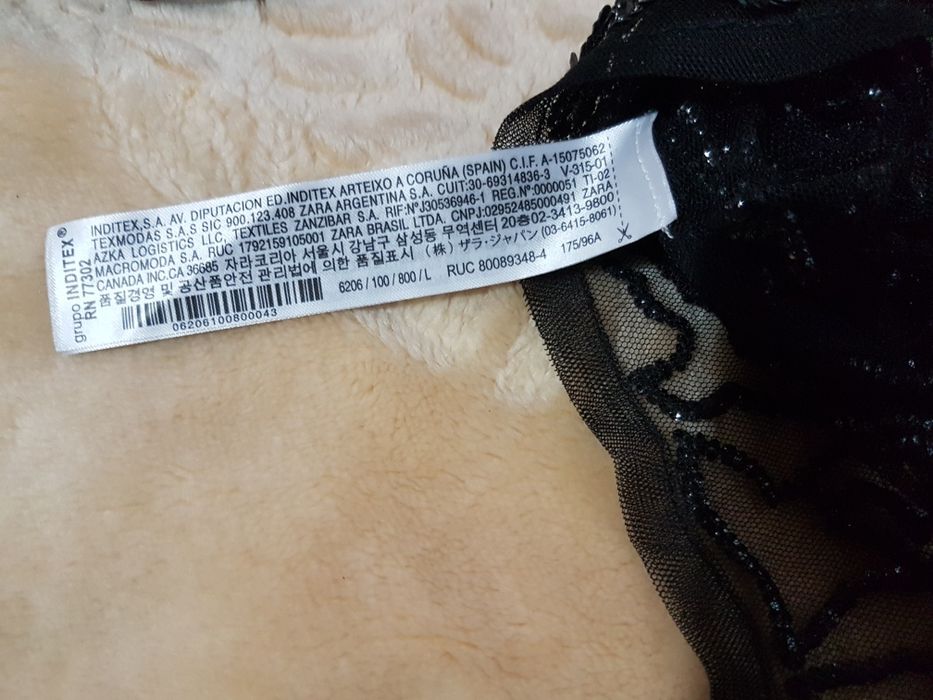 grupo INDITEX®
RN 77302
INDITEX,S.A. AV. DIPUTACION ED.INDITEX ARTEIXO A CORUÑA (SPAIN) C.I.F. A-15075062
TEXMODAS S.A.S SIC 900.123.408 ZARA ARGENTINA S.A. CUIT:30-69314836-3 V-315-01
AZKA LOGISTICS LLC, TEXTILES ZANZIBAR S.A. RIF:NºJ30536946-1 REG.Nº:0000051 TI-02
MACROMODA S.A. RUC 1792159105001 ZARA BRASIL LTDA. CNPJ:02952485000491 ZARA
CANADA INC.CA 36685 자라코리아 서울시 강남구 삼성동 무역센터 20층02-3413-9800
품질경영 및 공산품안전 관리법에 의한 품질표시 (株) ザラ・ジャパン (03-6415-8061)
6206 / 100 / 800 / L RUC 80089348-4 175/96A
06206100800043